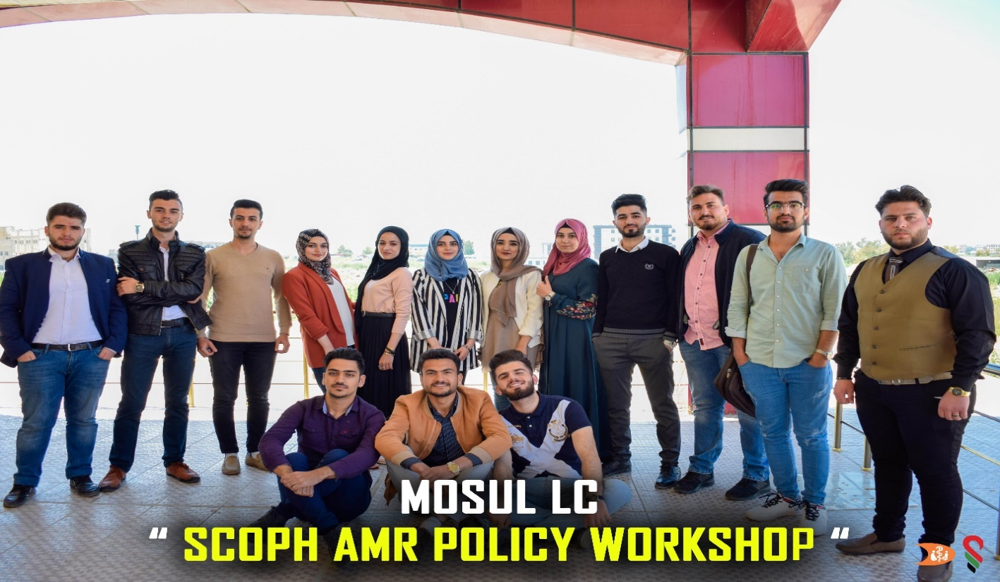 MOSUL LC
“ SCOPH AMR POLICY WORKSHOP “